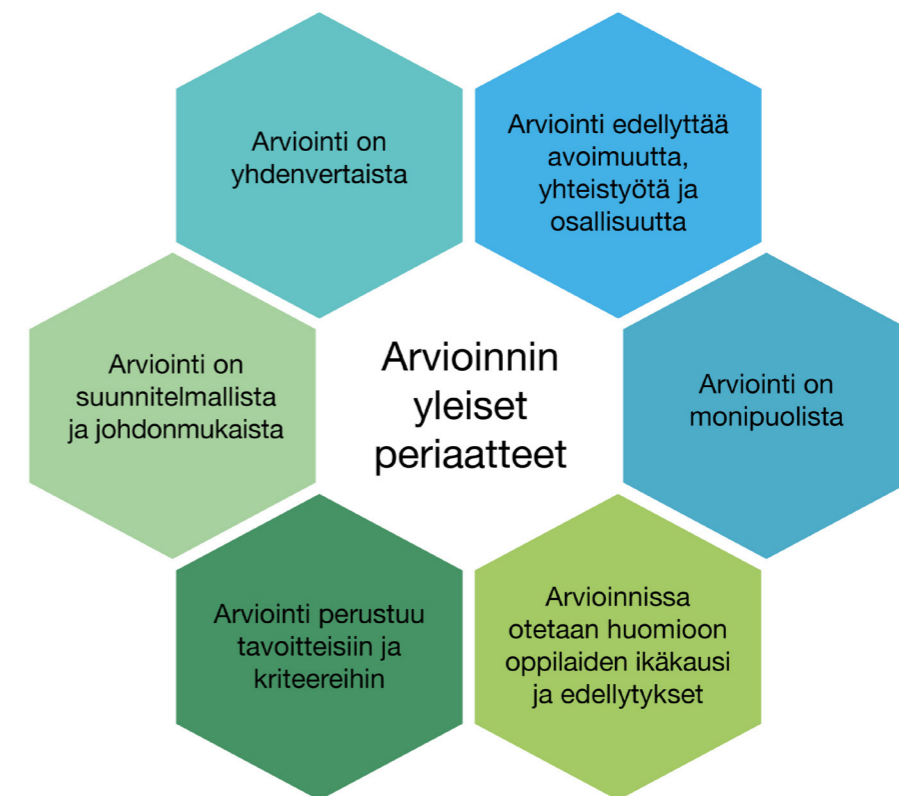 Arviointi on
yhdenvertaista
Arviointi edellyttää
avoimuutta,
yhteistyötä ja
osallisuutta
Arviointi on
suunnitelmallista
ja johdonmukaista
Arvioinnin
yleiset
periaatteet
Arviointi on
monipuolista
Arviointi perustuu
tavoitteisiin ja
kriteereihin
Arvioinnissa
otetaan huomioon
oppilaiden ikäkausi
ja edellytykset